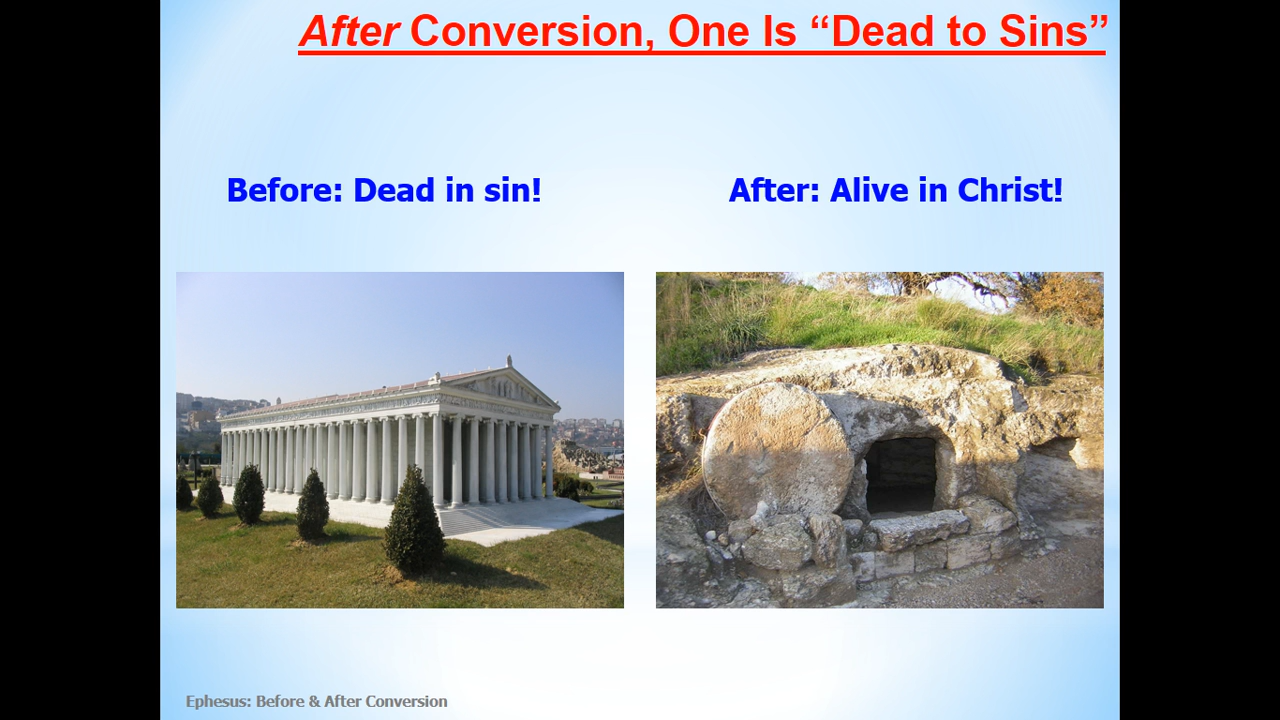 After Conversion, One Is “Dead to Sins”
Before: Dead in sin!
After: Alive in Christ!
Ephesus: Before & After Conversion